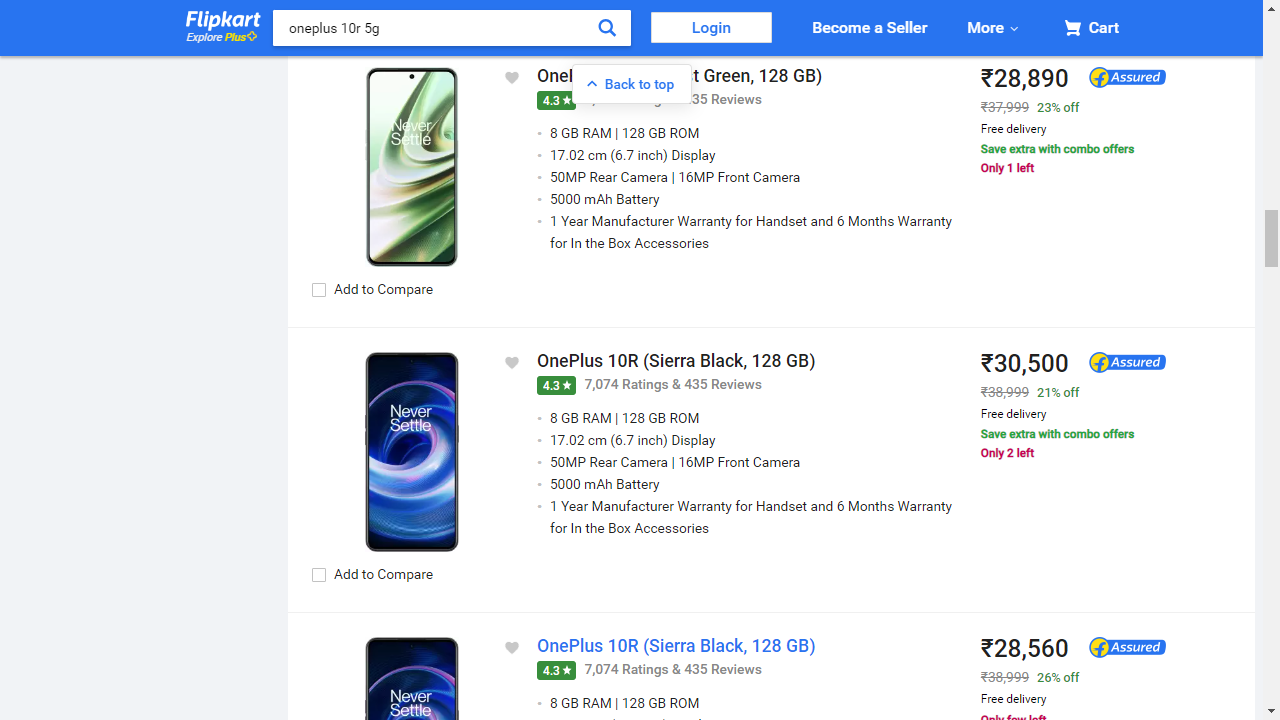 Flipkart
Explore Plus
oneplus 10r 5g
Login
Become a Seller
More
Cart
Back to top
t Green, 128 GB)
4.3
35 Reviews
8 GB RAM | 128 GB ROM
17.02 cm (6.7 inch) Display
50MP Rear Camera | 16MP Front Camera
5000 mAh Battery
1 Year Manufacturer Warranty for Handset and 6 Months Warranty
for In the Box Accessories
₹28,890
Assured
₹37,999 23% off
Free delivery
Save extra with combo offers
Only 1 left
Never
Settle
Add to Compare
OnePlus 10R (Sierra Black, 128 GB)
4.3 7,074 Ratings & 435 Reviews
8 GB RAM | 128 GB ROM
17.02 cm (6.7 inch) Display
50MP Rear Camera | 16MP Front Camera
5000 mAh Battery
1 Year Manufacturer Warranty for Handset and 6 Months Warranty
for In the Box Accessories
₹30,500
Assured
₹38,999 21% off
Free delivery
Save extra with combo offers
Only 2 left
Never
Settle
Add to Compare
OnePlus 10R (Sierra Black, 128 GB)
4.3 7,074 Ratings & 435 Reviews
8 GB RAM | 128 GB ROM
₹28,560
Assured
₹38,999 26% off
Free delivery
Only few left
Never
Settle